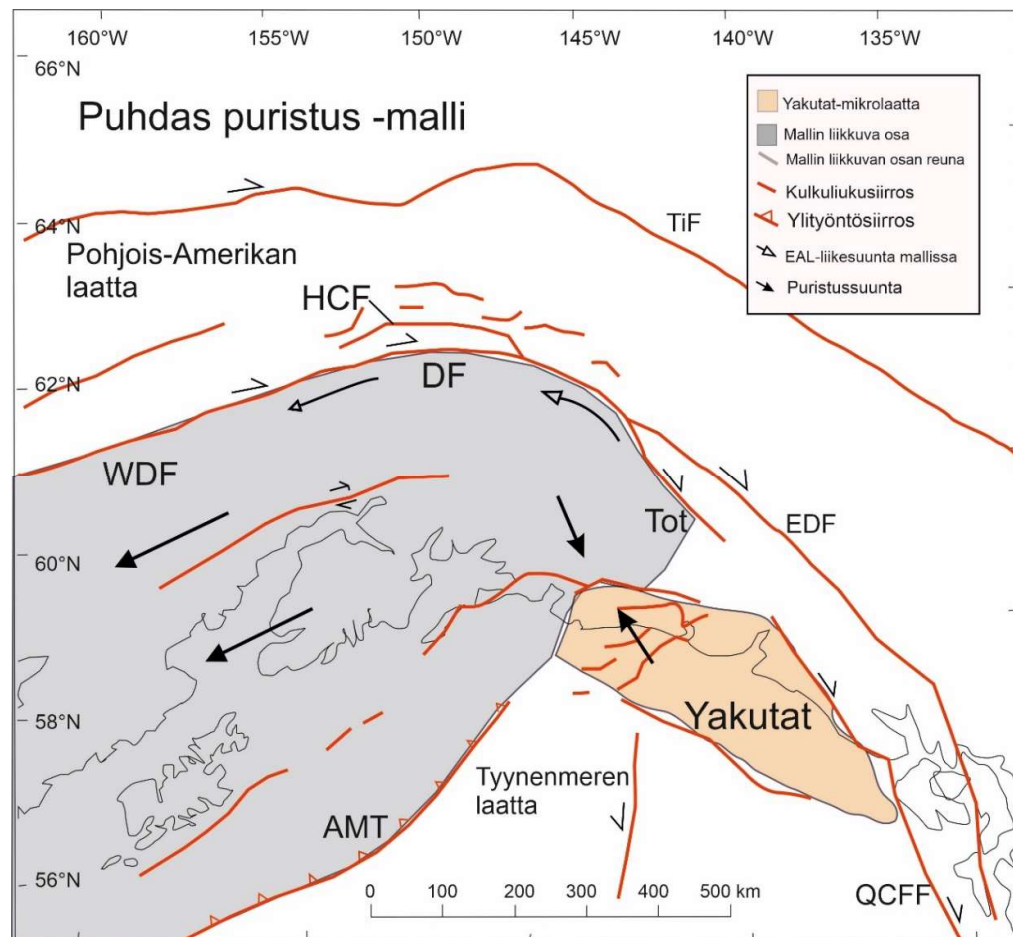 160°W
155°W
150°W
145°W
140°W
135°W
66°N
Puhdas puristus -malli
Yakutat-mikrolaatta
Mallin liikkuva osa
Mallin liikkuvan osan reuna
Kulkuliukusiirros
Ylityöntösiirros
EAL-liikesuunta mallissa
Puristussuunta
64°N
TiF
Pohjois-Amerikan
laatta
HCF
62°N
DF
WDF
Tot
EDF
60°N
58°N
Yakutat
Tyynenmeren
laatta
AMT
56°N
0
100
200
300
400
500 km
QCFF